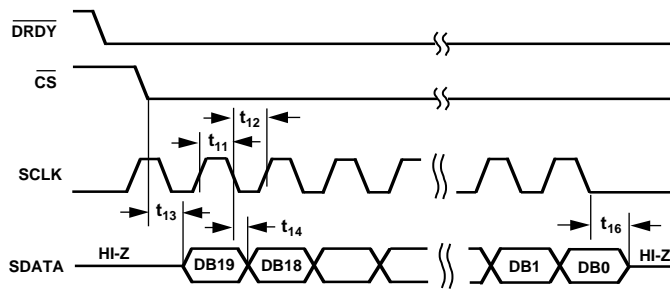 DRDY
CS
t12
t11
SCLK
t13
t14
t16
HI-Z
DB19
DB18
DB1
DB0
HI-Z
SDATA